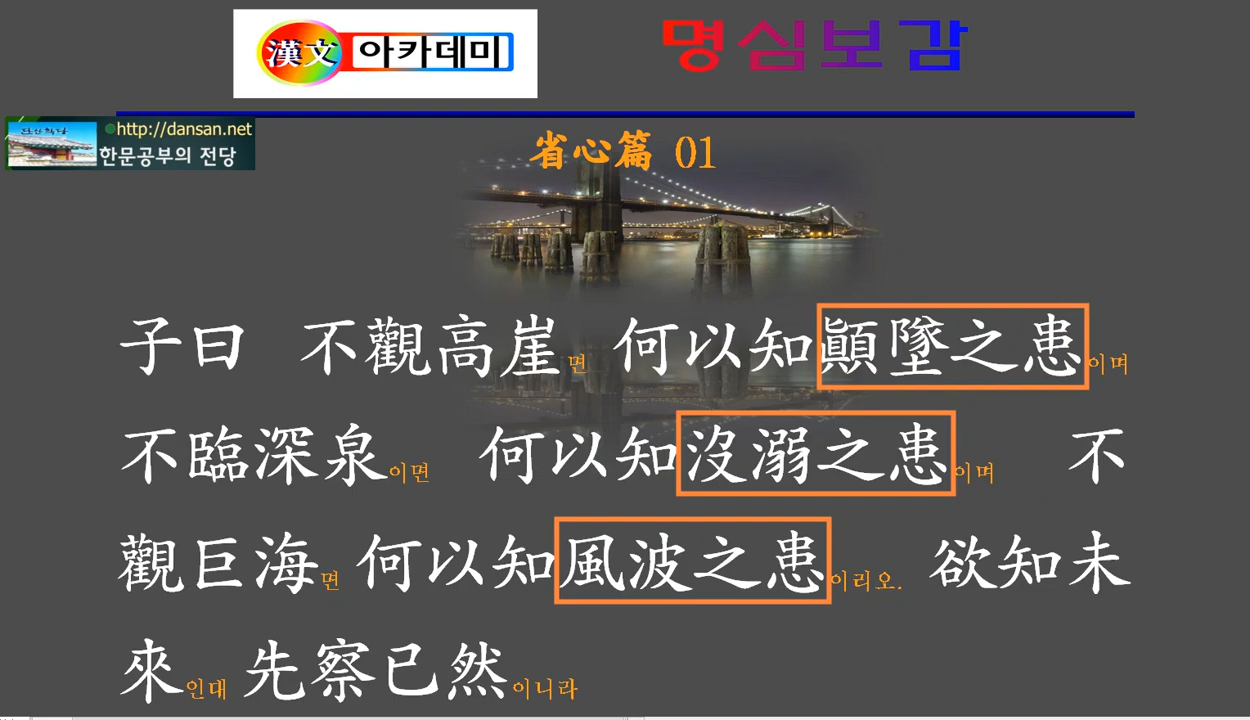 漢文 아카데미
명심보감
http://dansan.net
한문공부의 전당
省心篇 01
子曰 不觀高崖면 何以知顚墜之患이며
不臨深泉이면 何以知沒溺之患이며 不
觀巨海면 何以知風波之患이리오. 欲知未
來인대 先察已然이니라